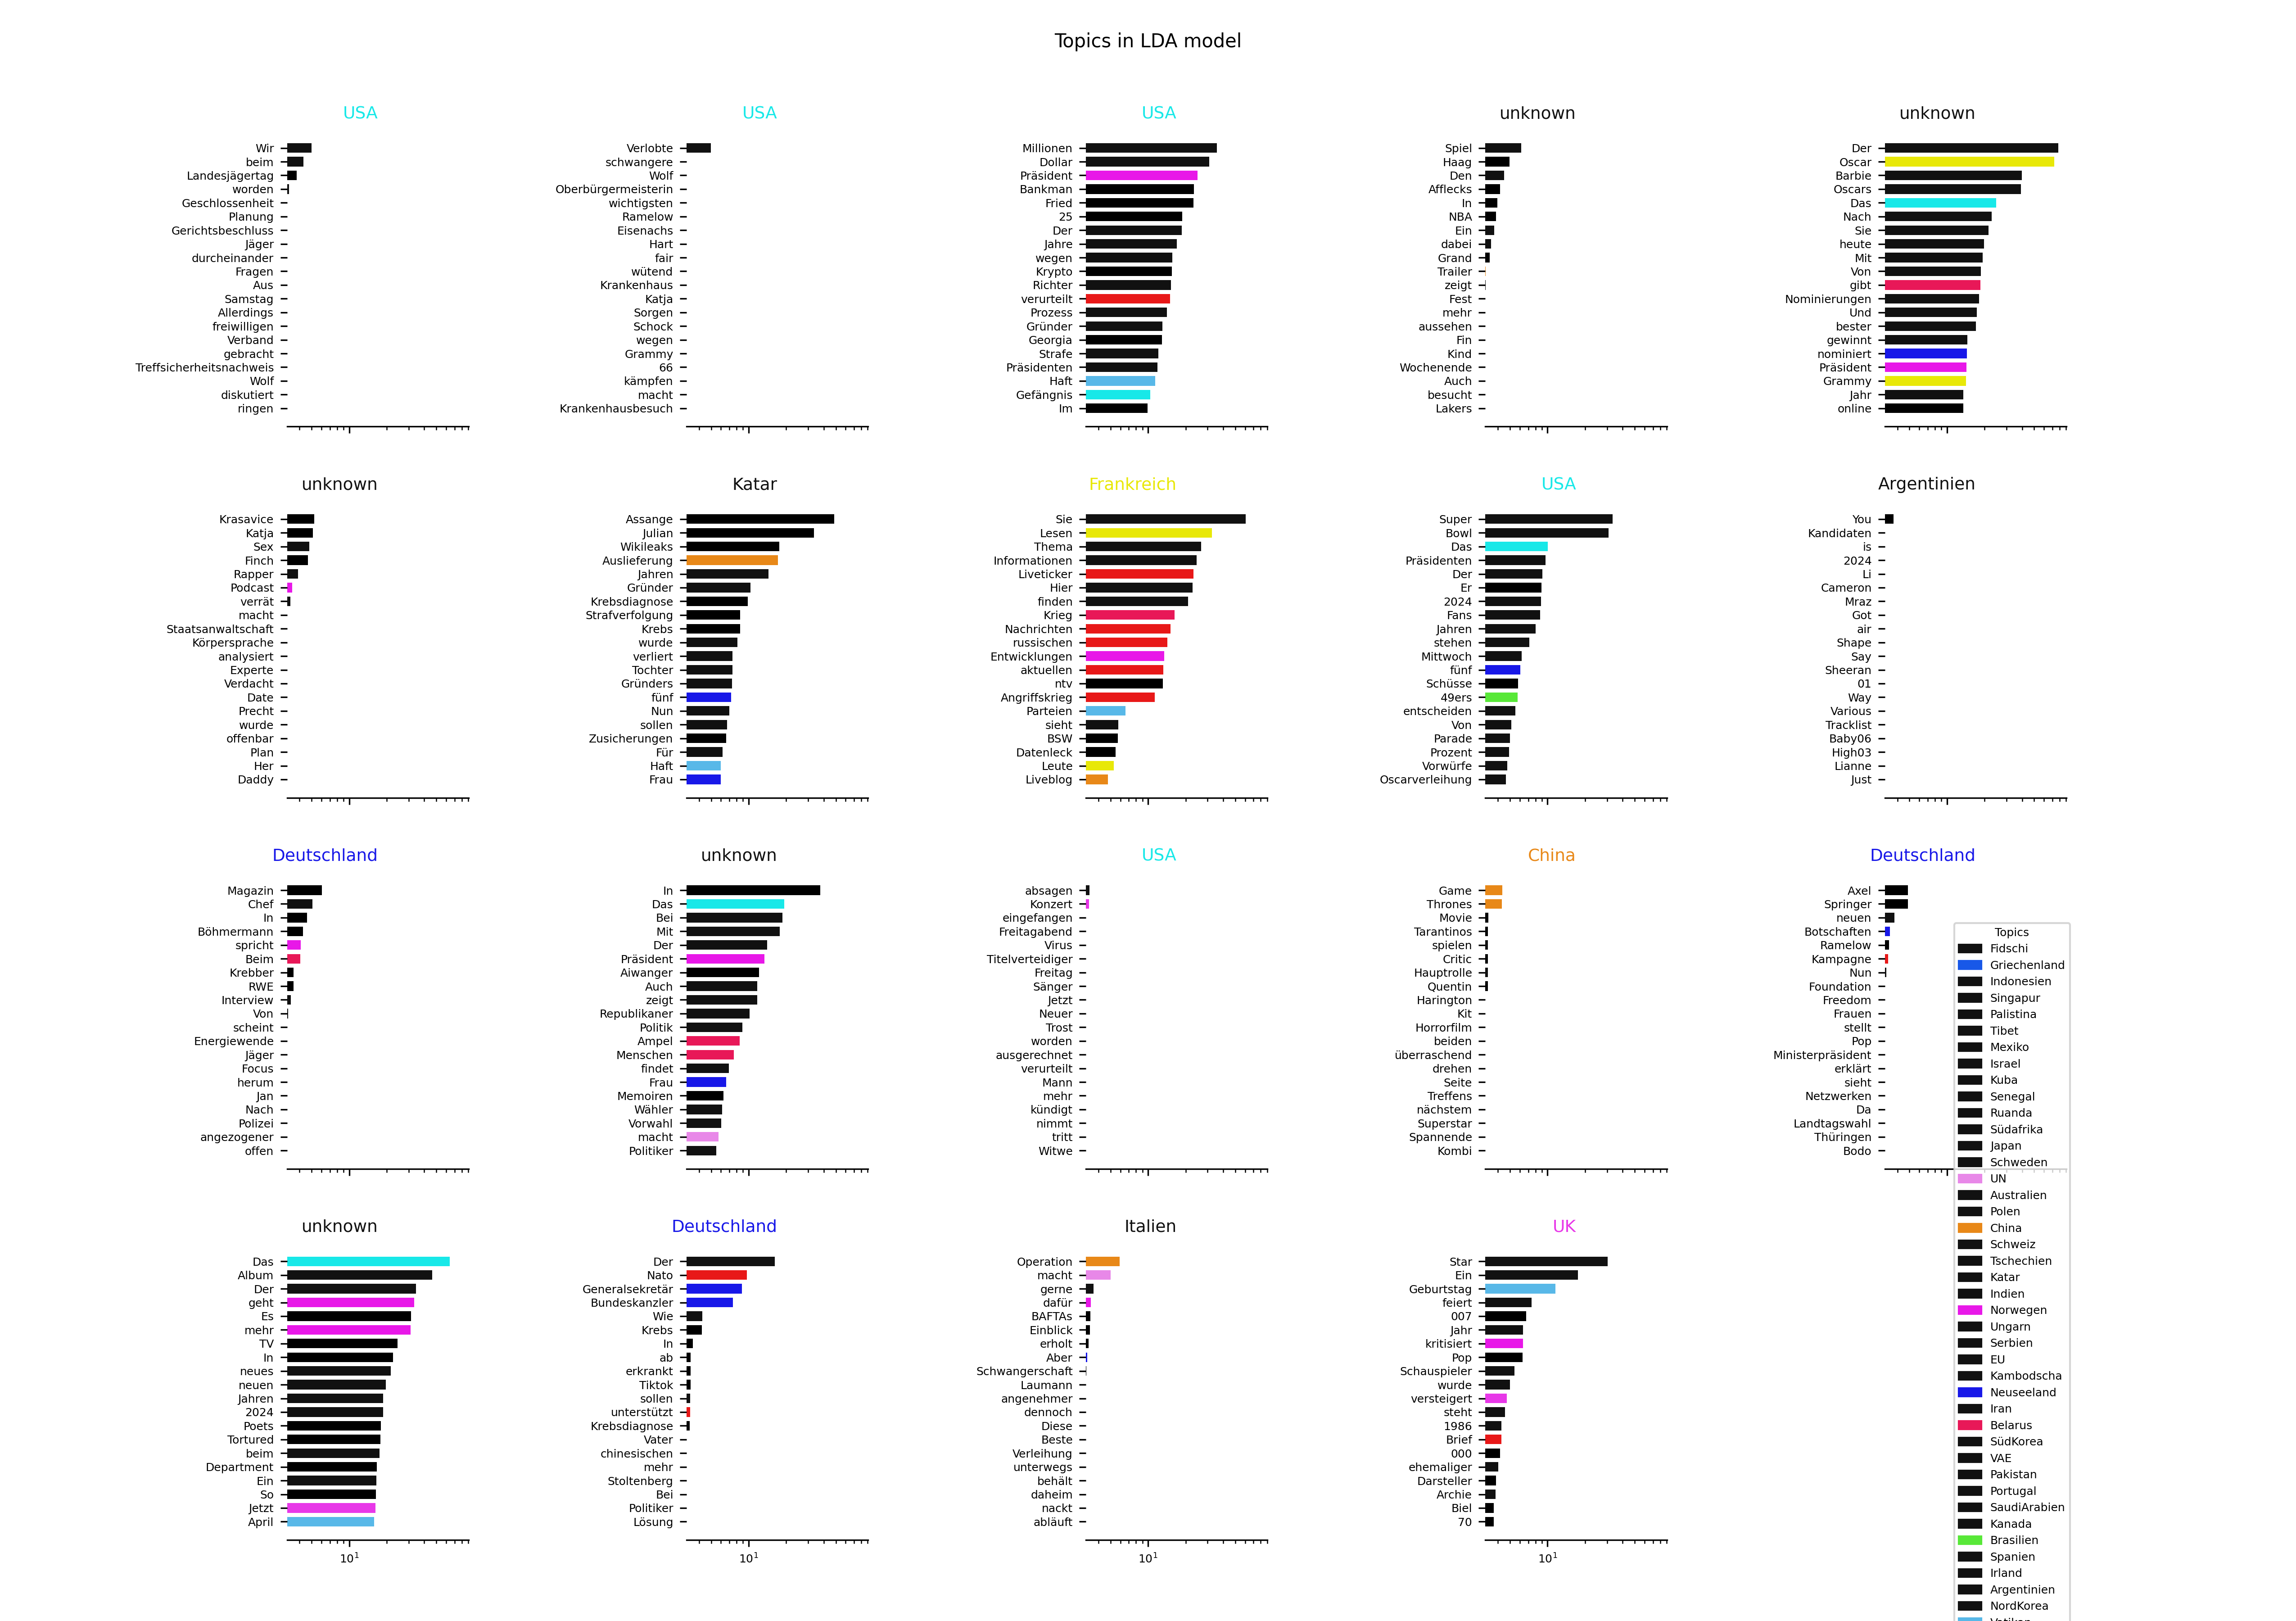 Topics in LDA model
USA
Wir
beim
Landesjägertag
worden
Geschlossenheit
Planung
Gerichtsbeschluss
Jäger
durcheinander
Fragen
Aus
Samstag
Allerdings
freiwilligen
Verband
gebracht
Treffsicherheitsnachweis
Wolf
diskutiert
ringen
USA
Verlobte
schwangere
Wolf
Oberbürgermeisterin
wichtigsten
Ramelow
Eisenachs
Hart
fair
wütend
Krankenhaus
Katja
Sorgen
Schock
wegen
Grammy
66
kämpfen
macht
Krankenhausbesuch
USA
Millionen
Dollar
Präsident
Bankman
Fried
25
Der
Jahre
wegen
Krypto
Richter
verurteilt
Prozess
Gründer
Georgia
Strafe
Präsidenten
Haft
Gefängnis
Im
unknown
Spiel
Haag
Den
Afflecks
In
NBA
Ein
dabei
Grand
Trailer
zeigt
Fest
mehr
aussehen
Fin
Kind
Wochenende
Auch
besucht
Lakers
unknown
Der
Oscar
Barbie
Oscars
Das
Nach
Sie
heute
Mit
Von
gibt
Nominierungen
Und
bester
gewinnt
nominiert
Präsident
Grammy
Jahr
online
unknown
Krasavice
Katja
Sex
Finch
Rapper
Podcast
verrät
macht
Staatsanwaltschaft
Körpersprache
analysiert
Experte
Verdacht
Date
Precht
wurde
offenbar
Plan
Her
Daddy
Katar
Assange
Julian
Wikileaks
Auslieferung
Jahren
Gründer
Krebsdiagnose
Strafverfolgung
Krebs
wurde
verliert
Tochter
Gründers
fünf
Nun
sollen
Zusicherungen
Für
Haft
Frau
Frankreich
Sie
Lesen
Thema
Informationen
Liveticker
Hier
finden
Krieg
Nachrichten
russischen
Entwicklungen
aktuellen
ntv
Angriffskrieg
Parteien
sieht
BSW
Datenleck
Leute
Liveblog
USA
Super
Bowl
Das
Präsidenten
Der
Er
2024
Fans
Jahren
stehen
Mittwoch
fünf
Schüsse
49ers
entscheiden
Von
Parade
Prozent
Vorwürfe
Oscarverleihung
Argentinien
You
Kandidaten
is
2024
Li
Cameron
Mraz
Got
air
Shape
Say
Sheeran
01
Way
Various
Tracklist
Baby06
High03
Lianne
Just
Deutschland
Magazin
Chef
In
Böhmermann
spricht
Beim
Krebber
RWE
Interview
Von
scheint
Energiewende
Jäger
Focus
herum
Jan
Nach
Polizei
angezogener
offen
unknown
In
Das
Bei
Mit
Der
Präsident
Aiwanger
Auch
zeigt
Republikaner
Politik
Ampel
Menschen
findet
Frau
Memoiren
Wähler
Vorwahl
macht
Politiker
USA
absagen
Konzert
eingefangen
Freitagabend
Virus
Titelverteidiger
Freitag
Sänger
Jetzt
Neuer
Trost
worden
ausgerechnet
verurteilt
Mann
mehr
kündigt
nimmt
tritt
Witwe
China
Game
Thrones
Movie
Tarantinos
spielen
Critic
Hauptrolle
Quentin
Harington
Kit
Horrorfilm
beiden
überraschend
drehen
Seite
Treffens
nächstem
Superstar
Spannende
Kombi
Deutschland
Axel
Springer
neuen
Botschaften
Ramelow
Kampagne
Nun
Foundation
Freedom
Frauen
stellt
Pop
Ministerpräsident
erklärt
sieht
Netzwerken
Da
Landtagswahl
Thüringen
Bodo
unknown
Das
Album
Der
geht
Es
mehr
TV
In
neues
neuen
Jahren
2024
Poets
Tortured
beim
Department
Ein
So
Jetzt
April
10¹
Deutschland
Der
Nato
Generalsekretär
Bundeskanzler
Wie
Krebs
In
ab
erkrankt
Tiktok
sollen
unterstützt
Krebsdiagnose
Vater
chinesischen
mehr
Stoltenberg
Bei
Politiker
Lösung
10¹
Italien
Operation
macht
gerne
dafür
BAFTAs
Einblick
erholt
Aber
Schwangerschaft
Laumann
angenehmer
dennoch
Diese
Beste
Verleihung
unterwegs
behält
daheim
nackt
abläuft
10¹
UK
Star
Ein
Geburtstag
feiert
007
Jahr
kritisiert
Pop
Schauspieler
wurde
versteigert
steht
1986
Brief
000
ehemaliger
Darsteller
Archie
Biel
70
10¹
Topics
Fidschi
Griechenland
Indonesien
Singapur
Palistina
Tibet
Mexiko
Israel
Kuba
Senegal
Ruanda
Südafrika
Japan
Schweden
UN
Australien
Polen
China
Schweiz
Tschechien
Katar
Indien
Norwegen
Ungarn
Serbien
EU
Kambodscha
Neuseeland
Iran
Belarus
SüdKorea
VAE
Pakistan
Portugal
SaudiArabien
Kanada
Brasilien
Spanien
Irland
Argentinien
NordKorea